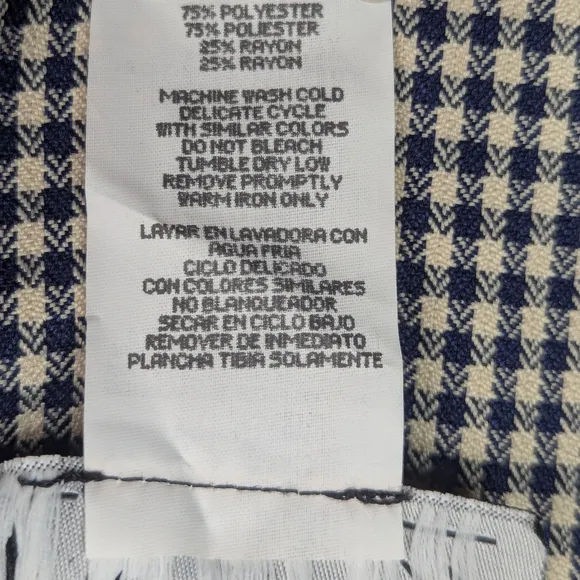 75% POLYESTER
75% POLIESTER
25% RAYON
25% RAYON
MACHINE WASH COLD
DELICATE CYCLE
WITH SIMILAR COLORS
DO NOT BLEACH
TUMBLE DRY LOW
REMOVE PROMPTLY
WARM IRON ONLY
LAVAR EN LAVADORA CON
AGUA FRIA
CICLO DELICADO
CON COLORES SIMILARES
NO BLANQUEADOR
SECAR EN CICLO BAJO
REMOVER DE INMEDIATO
PLANCHA TIBIA SOLAMENTE